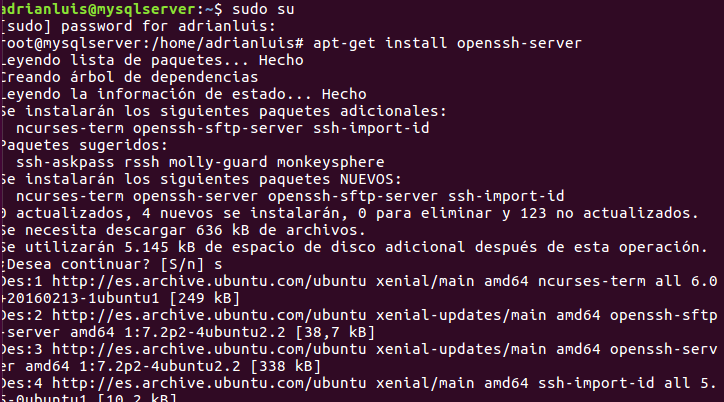 adrianluis@mysqlserver:~$ sudo su
[sudo] password for adrianluis:
root@mysqlserver:/home/adrianluis# apt-get install openssh-server
Leyendo lista de paquetes... Hecho
Creando árbol de dependencias
Leyendo la información de estado... Hecho
Se instalarán los siguientes paquetes adicionales:
  ncurses-term openssh-sftp-server ssh-import-id
Paquetes sugeridos:
  ssh-askpass rssh molly-guard monkeysphere
Se instalarán los siguientes paquetes NUEVOS:
  ncurses-term openssh-server openssh-sftp-server ssh-import-id
0 actualizados, 4 nuevos se instalarán, 0 para eliminar y 123 no actualizados.
Se necesita descargar 636 kB de archivos.
Se utilizarán 5.145 kB de espacio de disco adicional después de esta operación.
¿Desea continuar? [S/n] s
Des:1 http://es.archive.ubuntu.com/ubuntu xenial/main amd64 ncurses-term all 6.0
+20160213-1ubuntu1 [249 kB]
Des:2 http://es.archive.ubuntu.com/ubuntu xenial-updates/main amd64 openssh-sftp
-server amd64 1:7.2p2-4ubuntu2.2 [38,7 kB]
Des:3 http://es.archive.ubuntu.com/ubuntu xenial-updates/main amd64 openssh-serv
er amd64 1:7.2p2-4ubuntu2.2 [338 kB]
Des:4 http://es.archive.ubuntu.com/ubuntu xenial/main amd64 ssh-import-id all 5.
5-0ubuntu1 [10,2 kB]